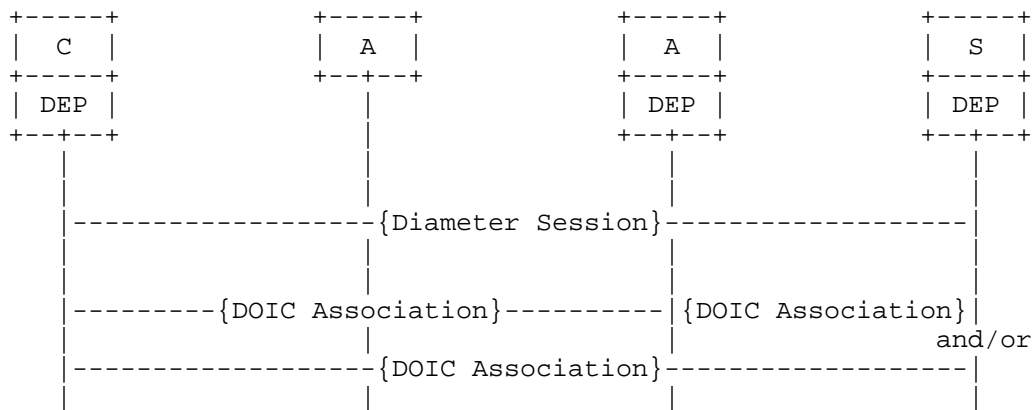 +-----+            +-----+            +-----+            +-----+
|  C  |            |  A  |            |  A  |            |  S  |
+-----+            +--+--+            +-----+            +-----+
| DEP |               |               | DEP |            | DEP |
+--+--+               |               +--+--+            +--+--+
   |                  |                  |                  |
   |                  |                  |                  |
   |------------------{Diameter Session}-------------------|
   |                  |                  |                  |
   |                  |                  |                  |
   |---------{DOIC Association}----------|{DOIC Association}|
   |                  |                  |                and/or
   |------------------{DOIC Association}-------------------|
   |                  |                  |                  |